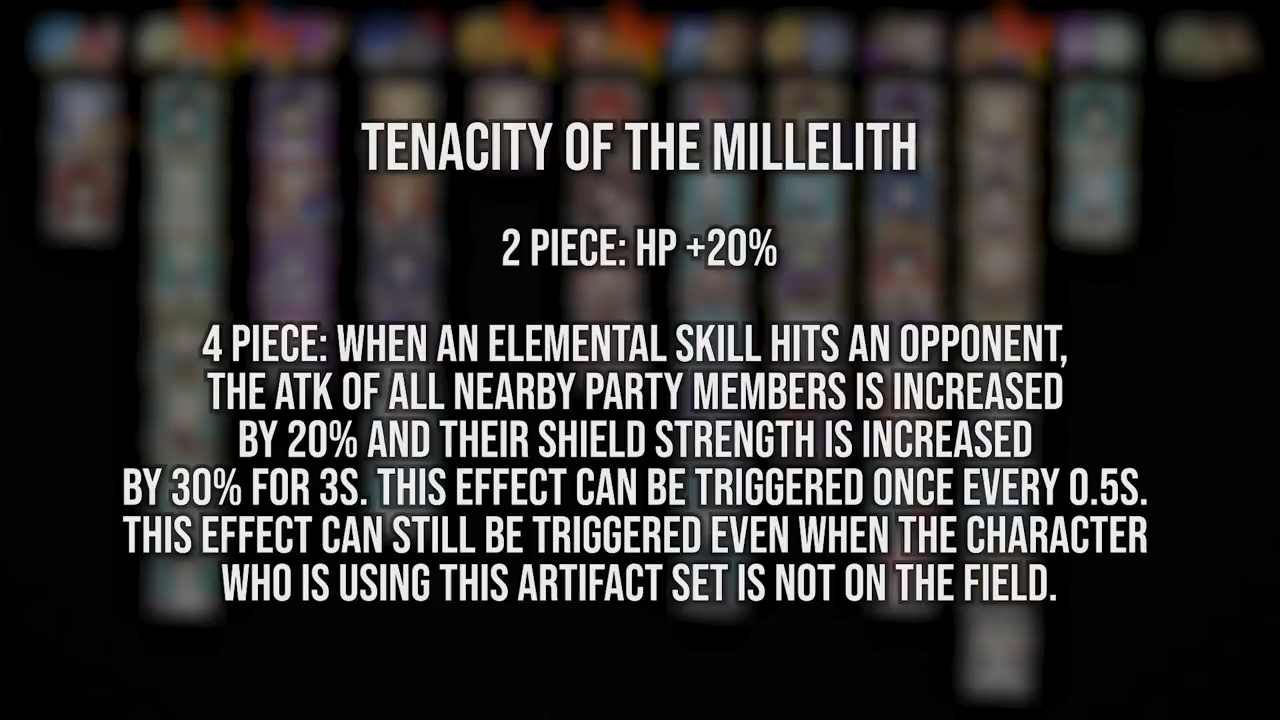 TENACITY OF THE MILLELITH
2 PIECE: HP +20%
4 PIECE: WHEN AN ELEMENTAL SKILL HITS AN OPPONENT,
THE ATK OF ALL NEARBY PARTY MEMBERS IS INCREASED
BY 20% AND THEIR SHIELD STRENGTH IS INCREASED
BY 30% FOR 3S. THIS EFFECT CAN BE TRIGGERED ONCE EVERY 0.5S.
THIS EFFECT CAN STILL BE TRIGGERED EVEN WHEN THE CHARACTER
WHO IS USING THIS ARTIFACT SET IS NOT ON THE FIELD.